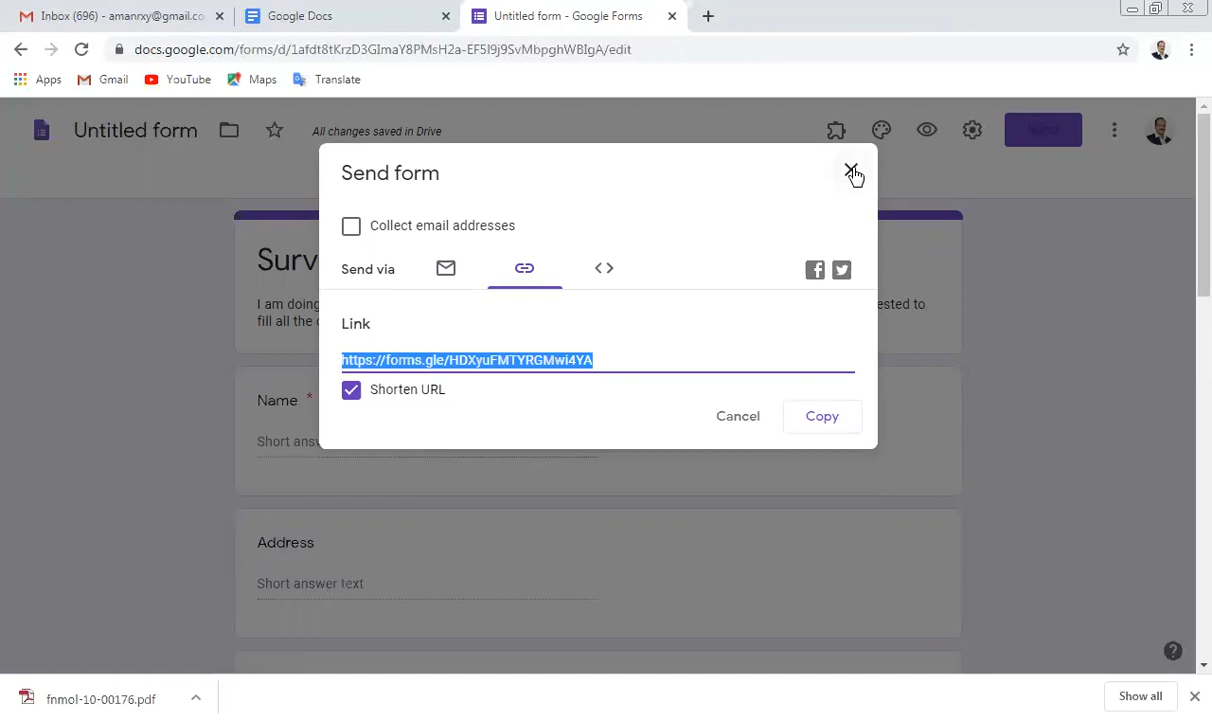 Inbox (696) - amanrxy@gmail.co
Google Docs
Untitled form - Google Forms
docs.google.com/forms/d/1afdt8tKrzD3GImaY8PMsH2a-EF5I9j9SvMbpghWBIgA/edit
Apps
Gmail
YouTube
Maps
Translate
Untitled form
All changes saved in Drive
Send
Send form
Collect email addresses
Send via
Link
https://forms.gle/HDXyuFMTYRGMwi4YA
Shorten URL
Cancel
Copy
Surv
I am doing
ested to
fill all the
Name *
Short ans
Address
Short answer text
fnmol-10-00176.pdf
Show all